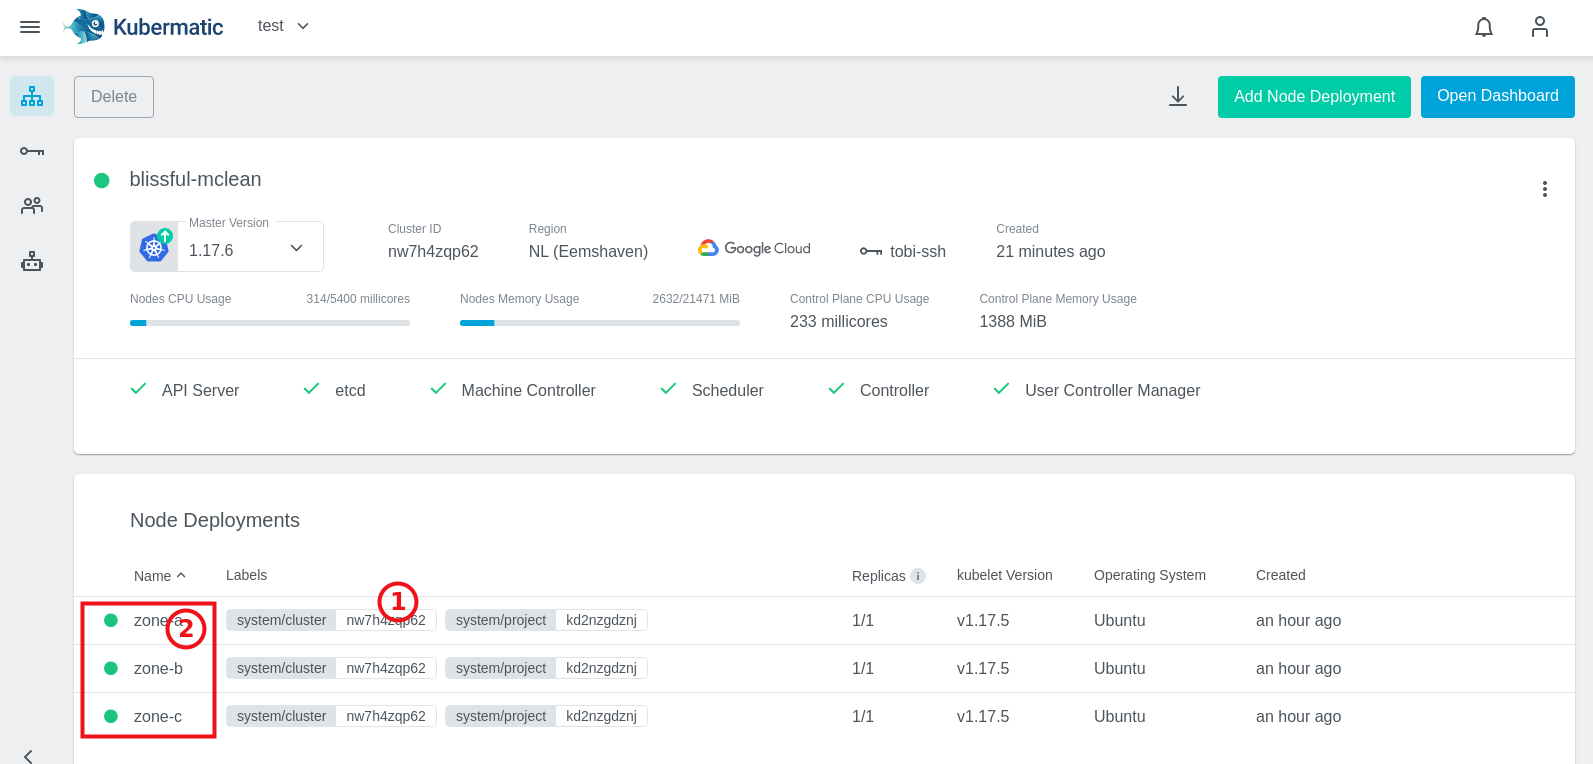 Kubermatic test
Delete Add Node Deployment Open Dashboard
blissful-mclean
Master Version Cluster ID Region Created
1.17.6 nw7h4zqp62 NL (Eemshaven) Google Cloud tobi-ssh 21 minutes ago
Nodes CPU Usage 314/5400 millicores Nodes Memory Usage 2632/21471 MiB Control Plane CPU Usage Control Plane Memory Usage
233 millicores 1388 MiB
API Server etcd Machine Controller Scheduler Controller User Controller Manager
Node Deployments
Name Labels Replicas kubelet Version Operating System Created
1
zone-a system/cluster nw7h4zqp62 system/project kd2nzgdznj 1/1 v1.17.5 Ubuntu an hour ago
2
zone-b system/cluster nw7h4zqp62 system/project kd2nzgdznj 1/1 v1.17.5 Ubuntu an hour ago
zone-c system/cluster nw7h4zqp62 system/project kd2nzgdznj 1/1 v1.17.5 Ubuntu an hour ago